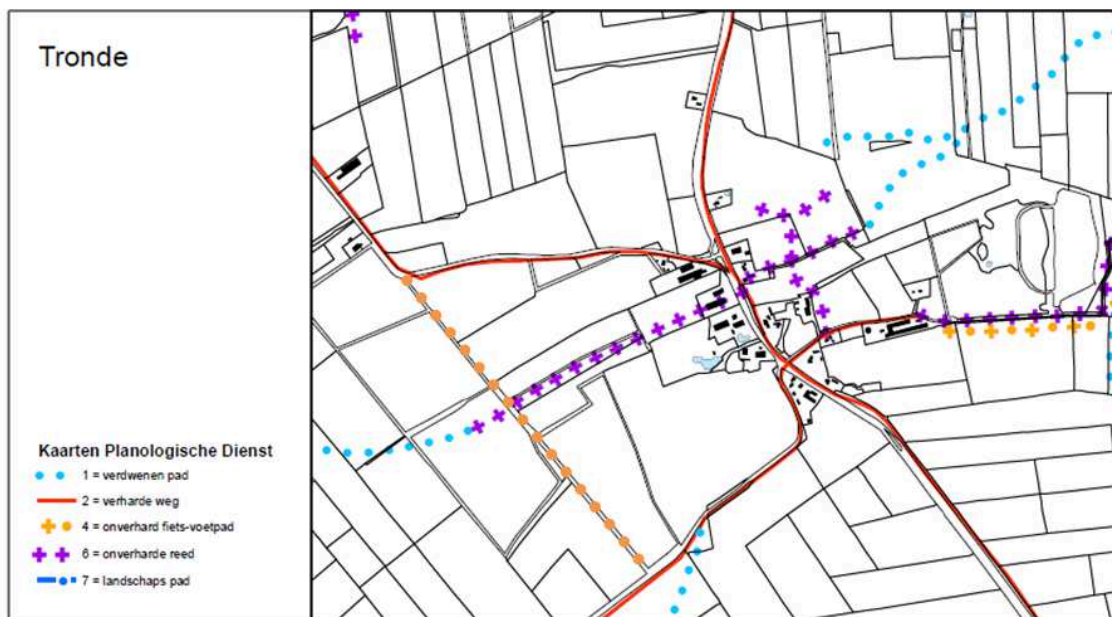 Tronde
Kaarten Planologische Dienst
1 = verdwenen pad
2 = verharde weg
4 = onverhard fiets-voetpad
6 = onverharde reed
7 = landschaps pad